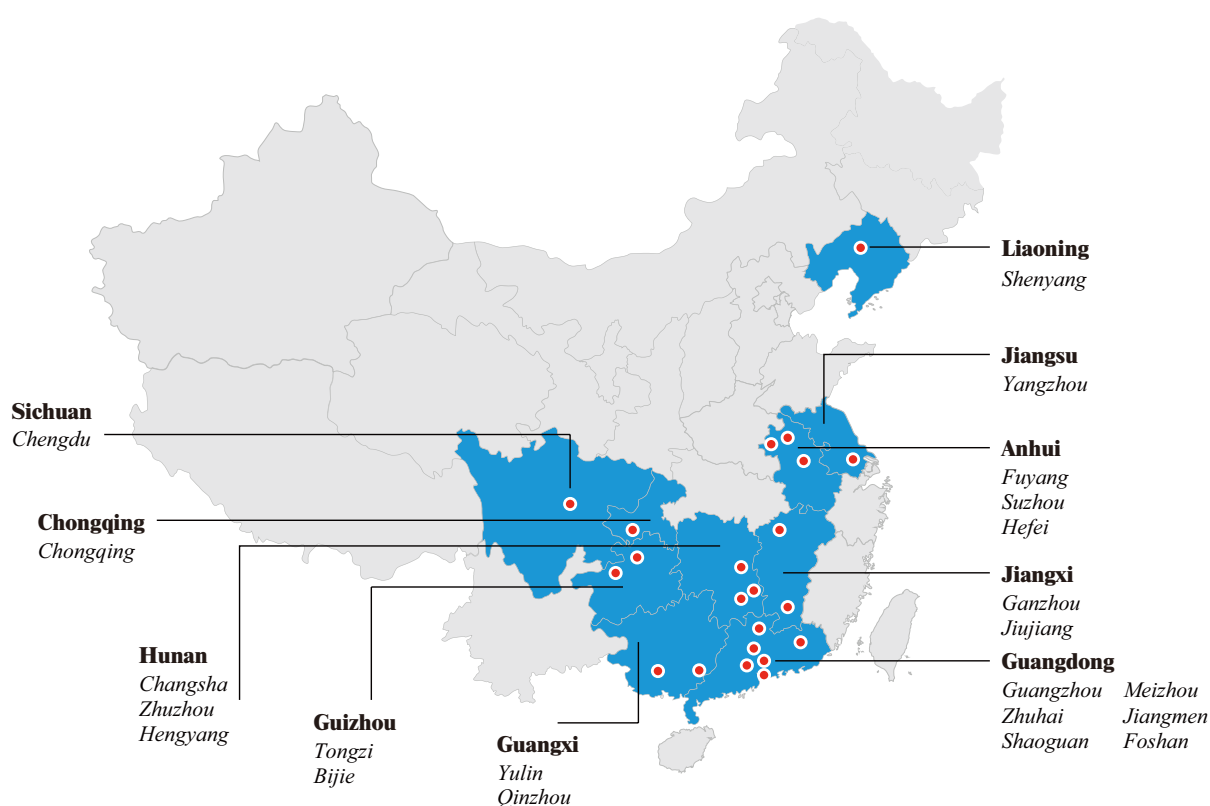 Liaoning
Shenyang
Jiangsu
Yangzhou
Sichuan
Chengdu
Anhui
Fuyang
Suzhou
Hefei
Chongqing
Chongqing
Jiangxi
Ganzhou
Jiujiang
Hunan
Changsha
Zhuzhou
Hengyang
Guizhou
Tongzi
Bijie
Guangxi
Yulin
Qinzhou
Guangdong
Guangzhou Meizhou
Zhuhai Jiangmen
Shaoguan Foshan